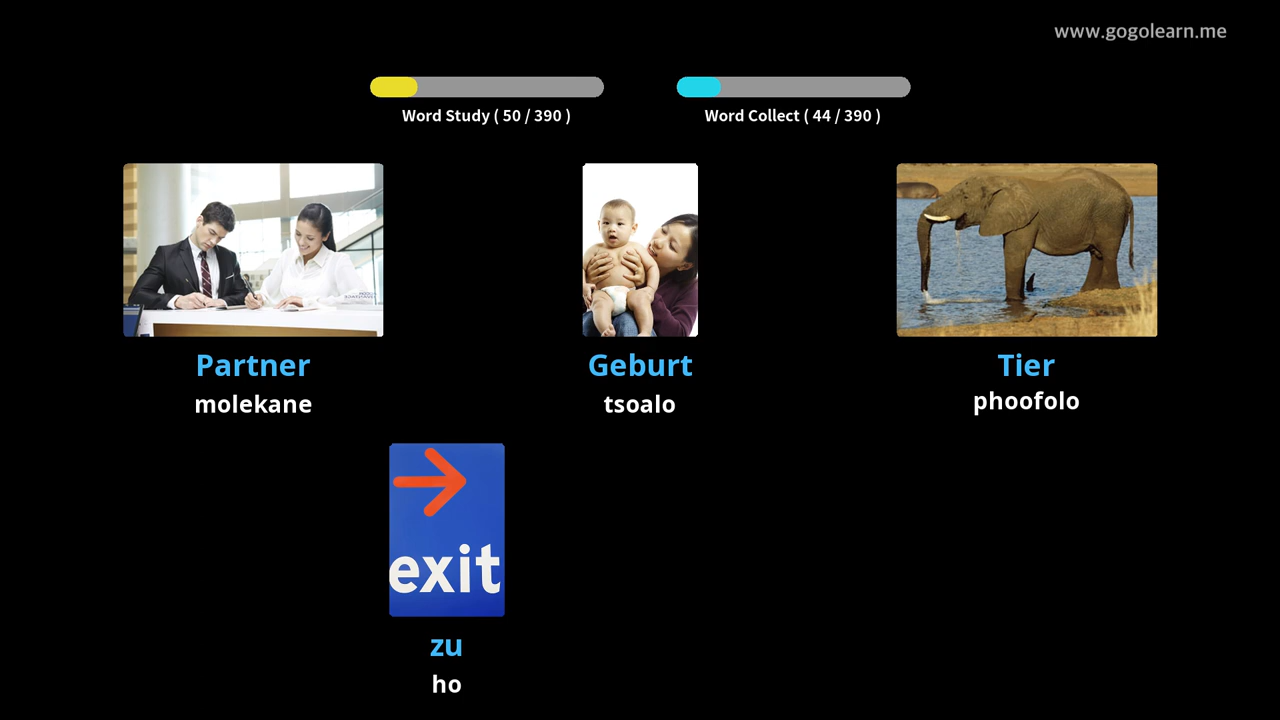 www.gogolearn.me
Word Study ( 50 / 390 )
Word Collect ( 44 / 390 )
Partner
molekane
Geburt
tsoalo
Tier
phoofolo
exit
zu
ho